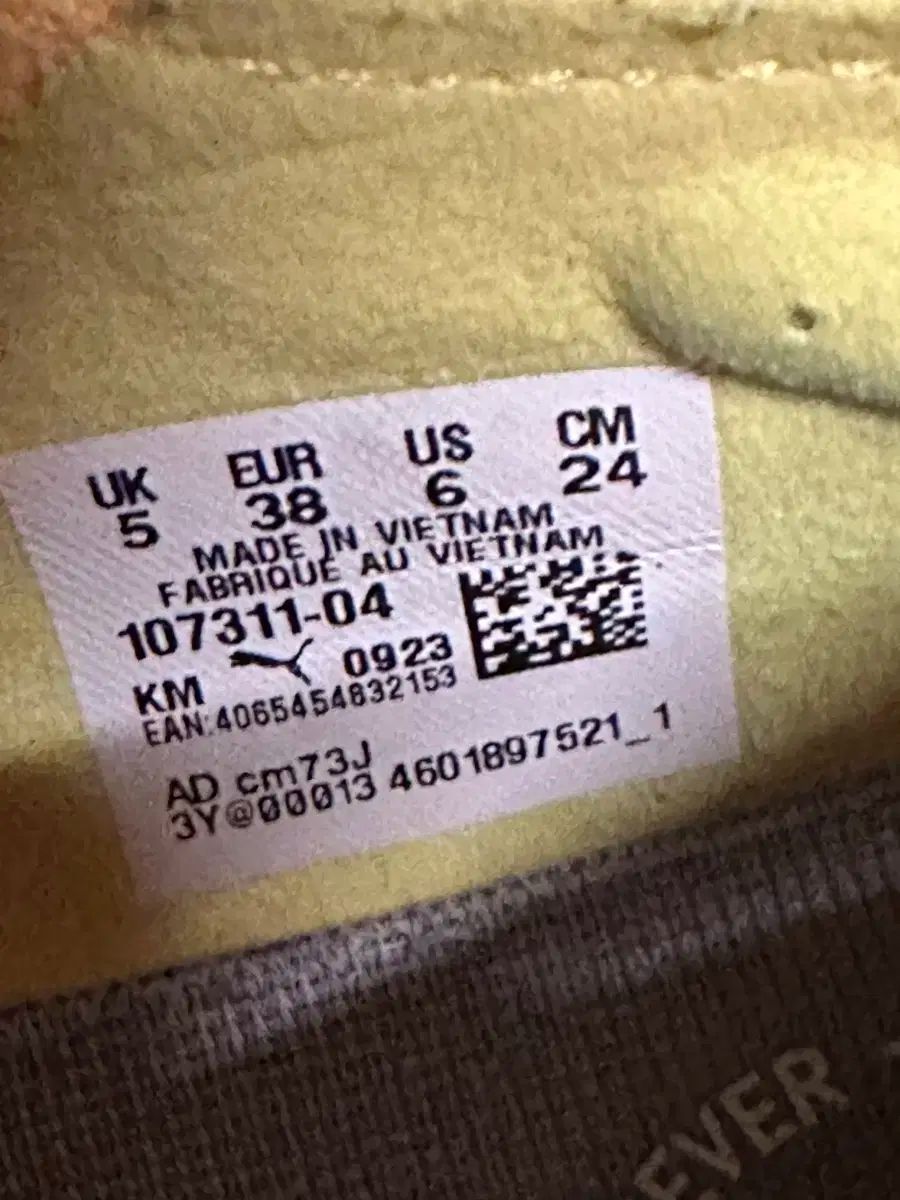 UK EUR US CM
5 38 6 24
MADE IN VIETNAM
FABRIQUE AU VIETNAM
107311-04
KM 0923
EAN:4065454832153
AD cm73J
3Y@00013 4601897521_1
EVER